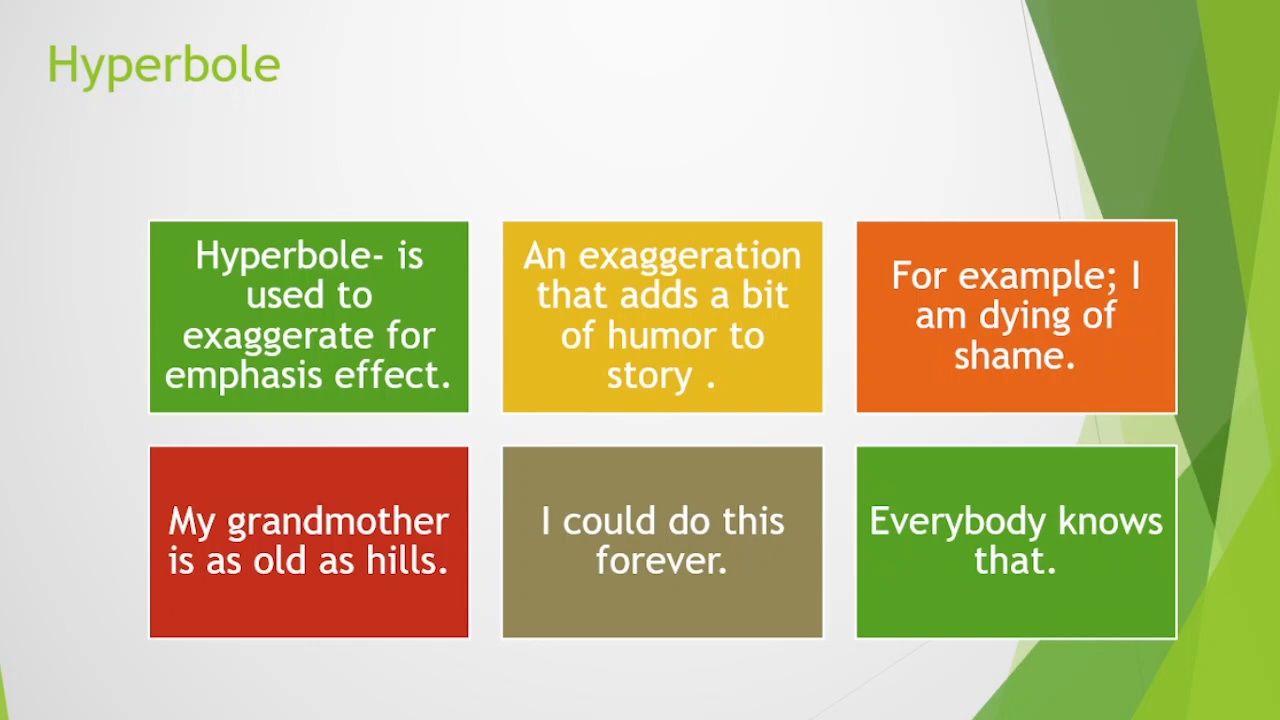 Hyperbole
Hyperbole- is
used to
exaggerate for
emphasis effect.
An exaggeration
that adds a bit
of humor to
story .
For example; I
am dying of
shame.
My grandmother
is as old as hills.
I could do this
forever.
Everybody knows
that.